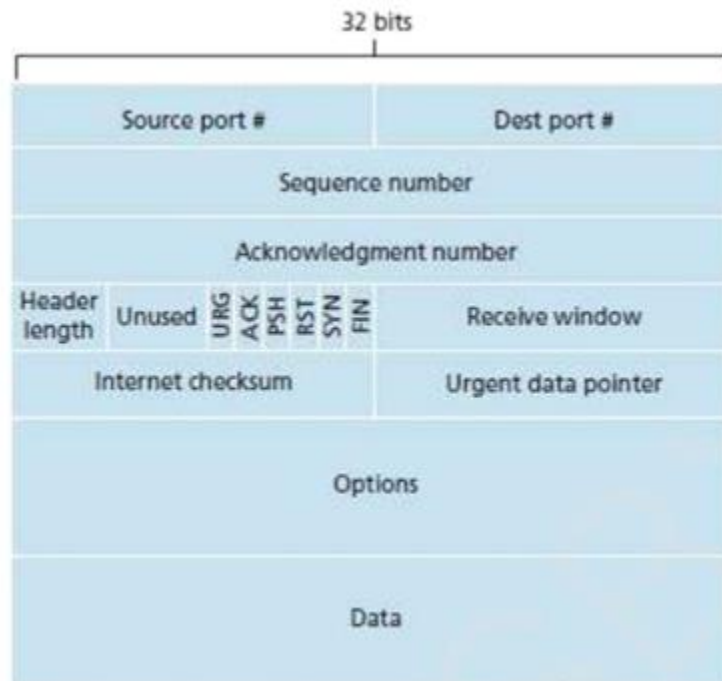 32 bits
Source port # Dest port #
Sequence number
Acknowledgment number
Header length Unused URG ACK PSH RST SYN FIN Receive window
Internet checksum Urgent data pointer
Options
Data